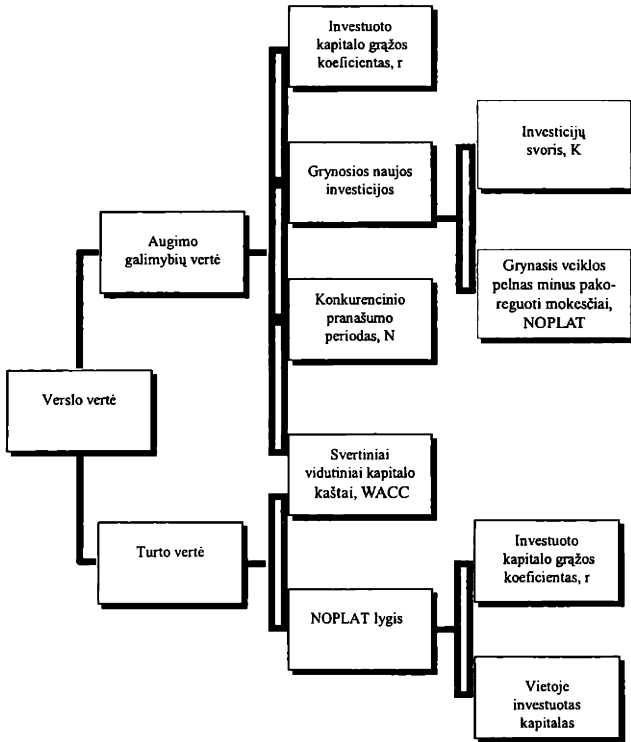 Investuoto
kapitalo grąžos
koeficientas, r
Investicijų
svoris, K
Grynosios naujos
investicijos
Augimo
galimybių vertė
Grynasis veiklos
pelnas minus pako-
reguoti mokesčiai,
NOPLAT
Konkurencinio
pranašumo
periodas, N
Verslo vertė
Svertiniai
vidutiniai kapitalo
kaštai, WACC
Turto vertė
Investuoto
kapitalo grąžos
koeficientas, r
NOPLAT lygis
Vietoje
investuotas
kapitalas